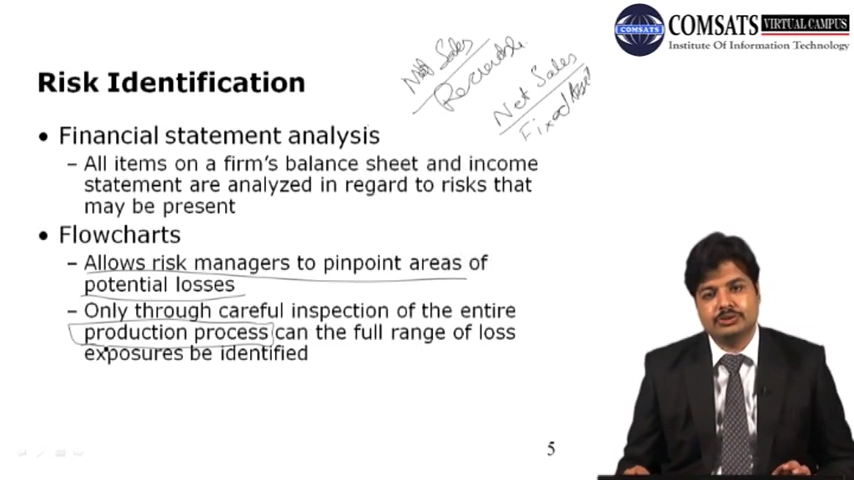 COMSATS VIRTUAL CAMPUS
Institute Of Information Technology
COMSATS
Net Sales
Receivable
Net Sales
Fixed Asset
Risk Identification
• Financial statement analysis
– All items on a firm's balance sheet and income
statement are analyzed in regard to risks that
may be present
• Flowcharts
– Allows risk managers to pinpoint areas of
potential losses
– Only through careful inspection of the entire
production process can the full range of loss
exposures be identified
5